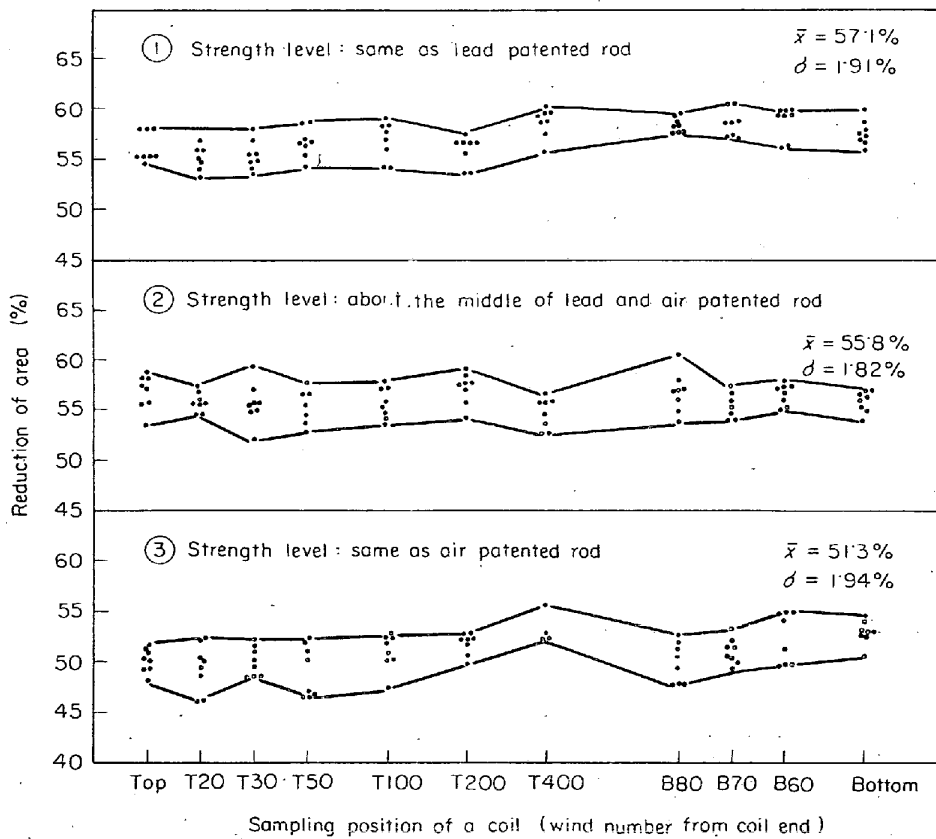 ① Strength level : same as lead patented rod
x̄ = 57·1%
σ = 1·91%
65
60
55
50
45
② Strength level : about the middle of lead and air patented rod
x̄ = 55·8%
σ = 1·82%
65
60
55
50
45
③ Strength level : same as air patented rod
x̄ = 51·3%
σ = 1·94%
55
50
45
40
Reduction of area (%)
Top T20 T30 T50 T100 T200 T400 B80 B70 B60 Bottom
Sampling position of a coil (wind number from coil end)